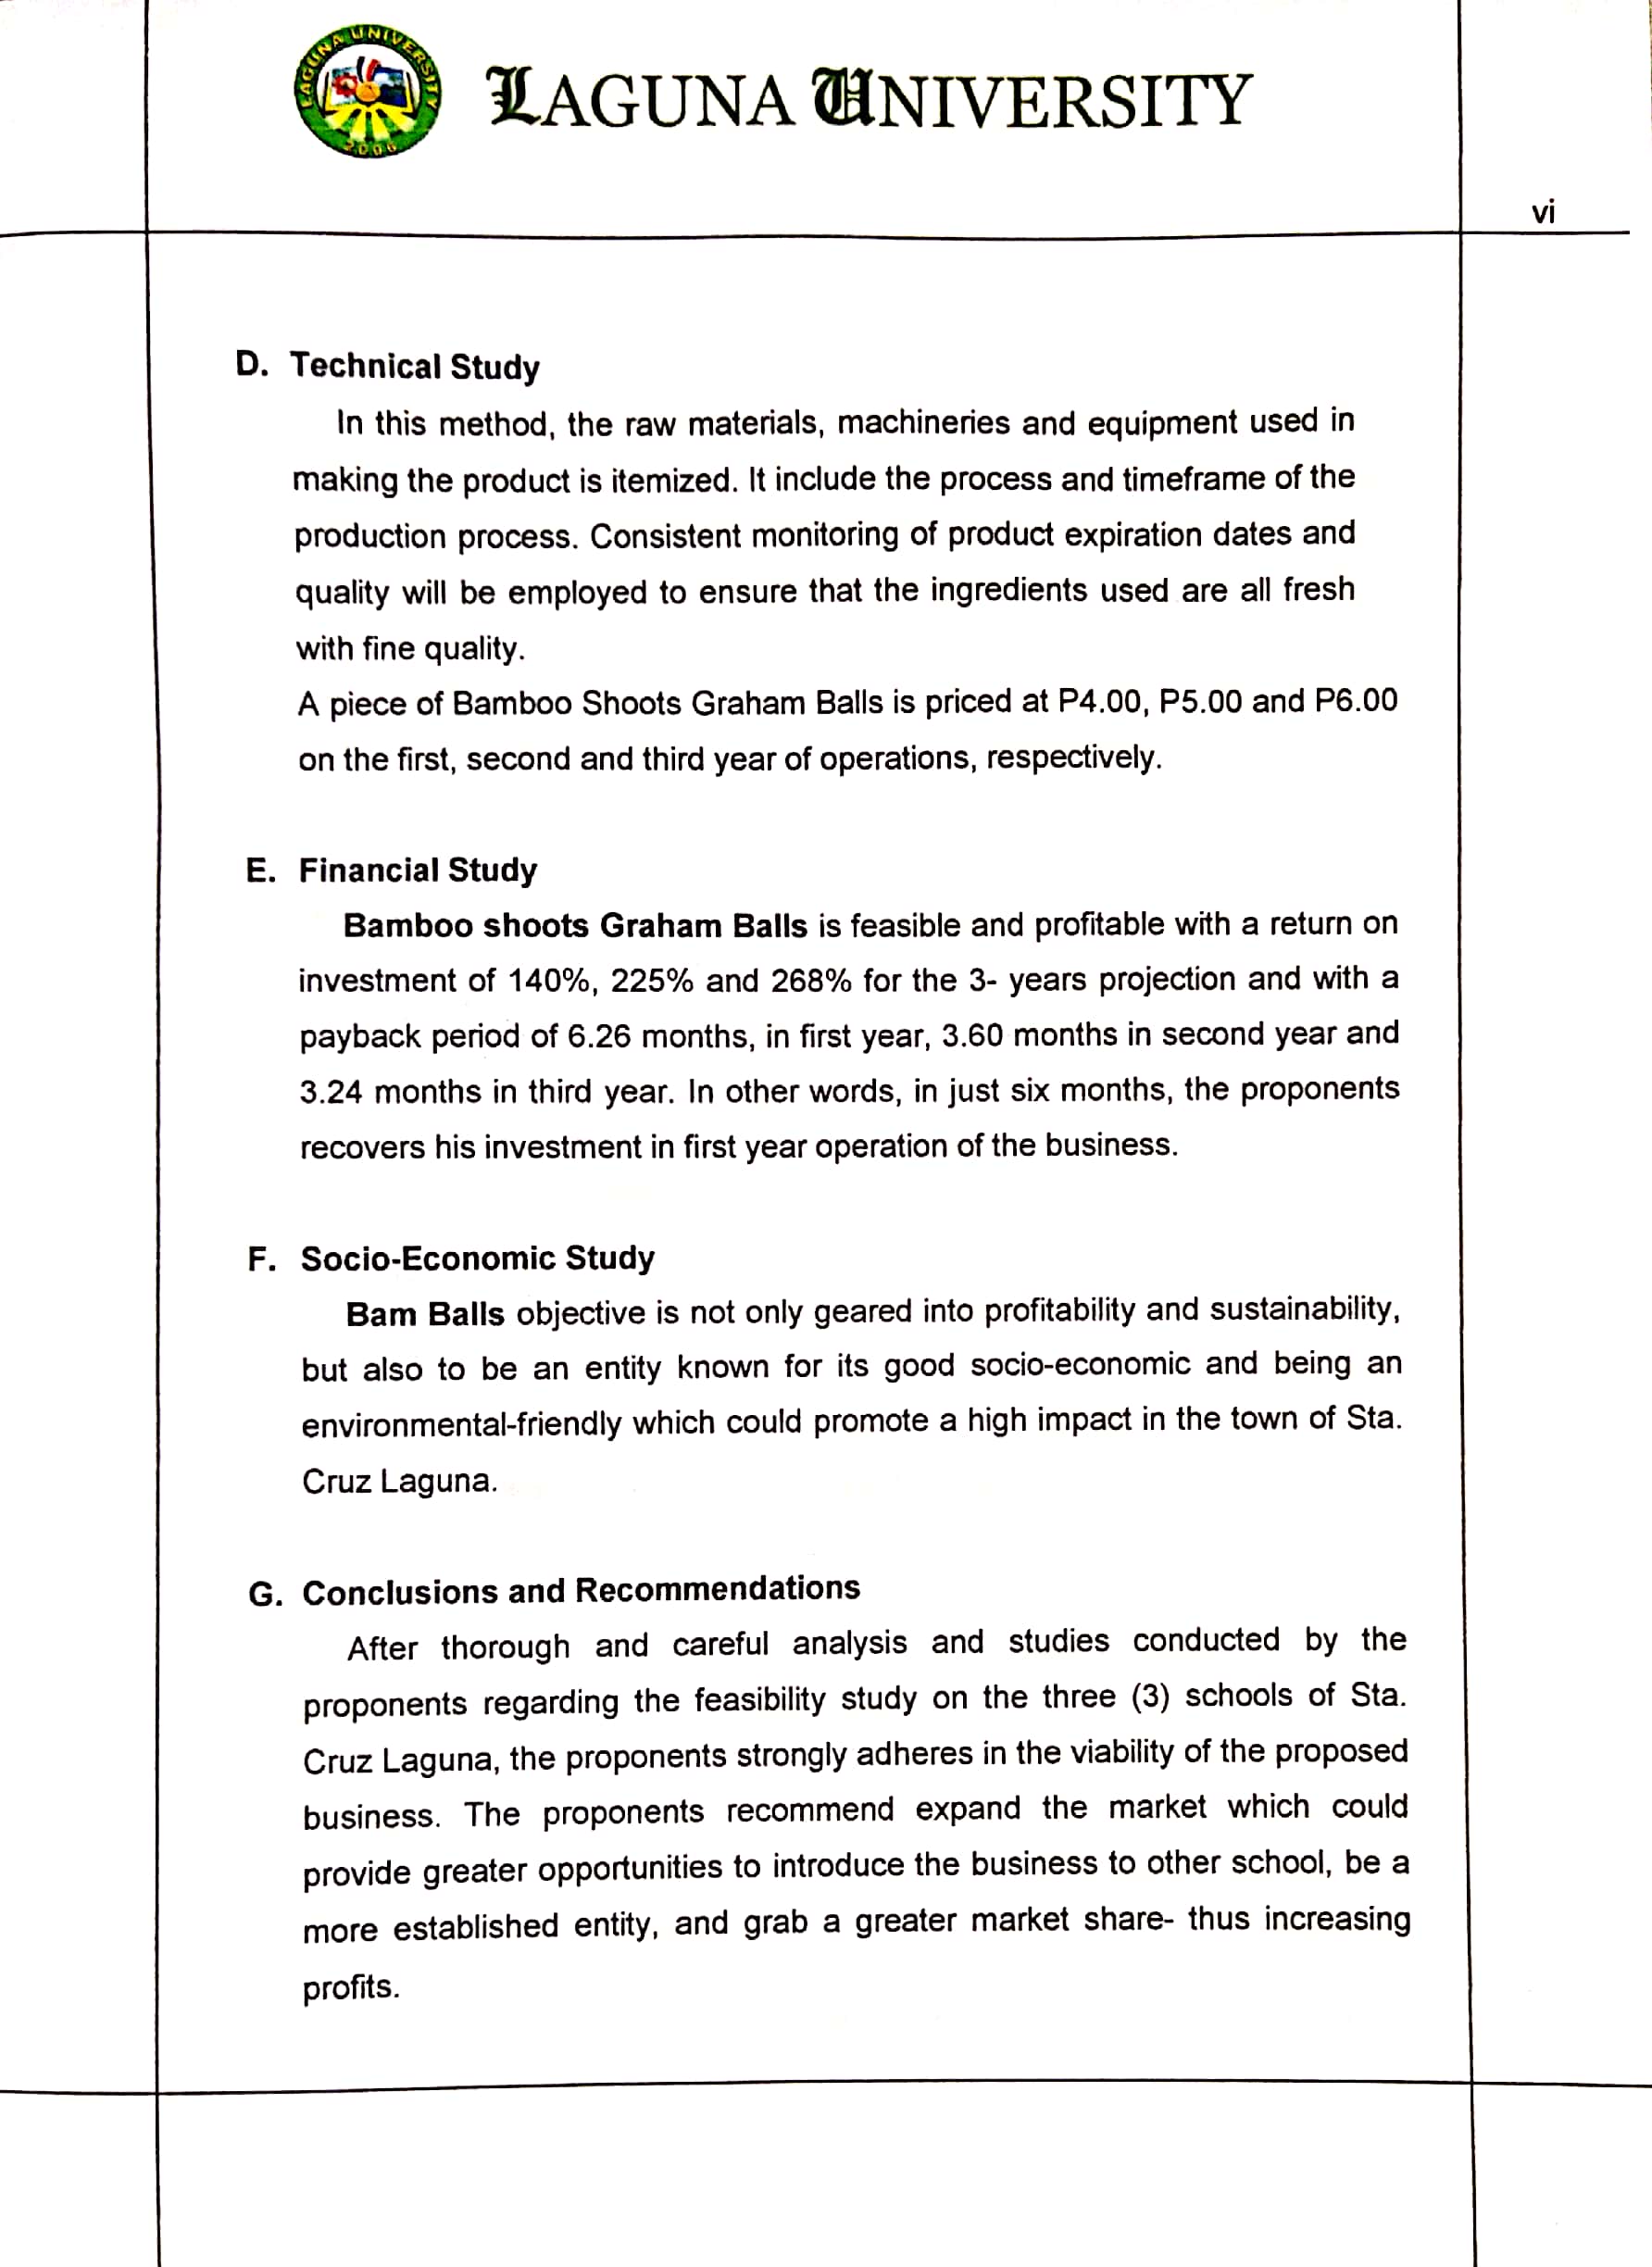 LAGUNA UNIVERSITY
2006
LAGUNA UNIVERSITY
vi
D. Technical Study
In this method, the raw materials, machineries and equipment used in
making the product is itemized. It include the process and timeframe of the
production process. Consistent monitoring of product expiration dates and
quality will be employed to ensure that the ingredients used are all fresh
with fine quality.
A piece of Bamboo Shoots Graham Balls is priced at P4.00, P5.00 and P6.00
on the first, second and third year of operations, respectively.
E. Financial Study
Bamboo shoots Graham Balls is feasible and profitable with a return on
investment of 140%, 225% and 268% for the 3- years projection and with a
payback period of 6.26 months, in first year, 3.60 months in second year and
3.24 months in third year. In other words, in just six months, the proponents
recovers his investment in first year operation of the business.
F. Socio-Economic Study
Bam Balls objective is not only geared into profitability and sustainability,
but also to be an entity known for its good socio-economic and being an
environmental-friendly which could promote a high impact in the town of Sta.
Cruz Laguna.
G. Conclusions and Recommendations
After thorough and careful analysis and studies conducted by the
proponents regarding the feasibility study on the three (3) schools of Sta.
Cruz Laguna, the proponents strongly adheres in the viability of the proposed
business. The proponents recommend expand the market which could
provide greater opportunities to introduce the business to other school, be a
more established entity, and grab a greater market share- thus increasing
profits.